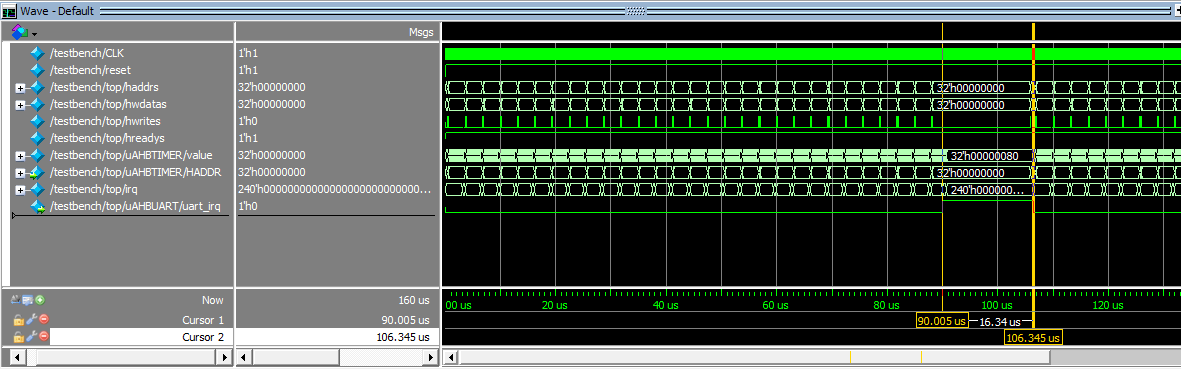 Wave - Default
Msgs
/testbench/CLK 1'h1
/testbench/reset 1'h1
/testbench/top/haddrs 32'h00000000 32'h00000000
/testbench/top/hwdatas 32'h00000000 32'h00000000
/testbench/top/hwrites 1'h0
/testbench/top/hreadys 1'h1
/testbench/top/uAHBTIMER/value 32'h00000000 32'h00000080
/testbench/top/uAHBTIMER/HADDR 32'h00000000 32'h00000000
/testbench/top/irq 240'h0000000000000000000000000000... 240'h000000...
/testbench/top/uAHBUART/uart_irq 1'h0
Now 160 us 00 us 20 us 40 us 60 us 80 us 100 us 120 us
Cursor 1 90.005 us 90.005 us 16.34 us
Cursor 2 106.345 us 106.345 us